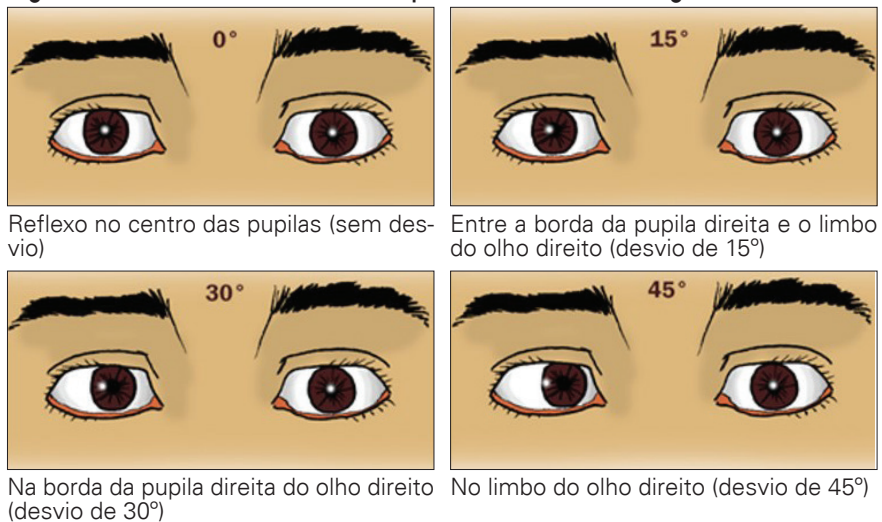 0°
15°
Reflexo no centro das pupilas (sem des-
vio)
Entre a borda da pupila direita e o limbo
do olho direito (desvio de 15º)
30°
45°
Na borda da pupila direita do olho direito
(desvio de 30º)
No limbo do olho direito (desvio de 45º)